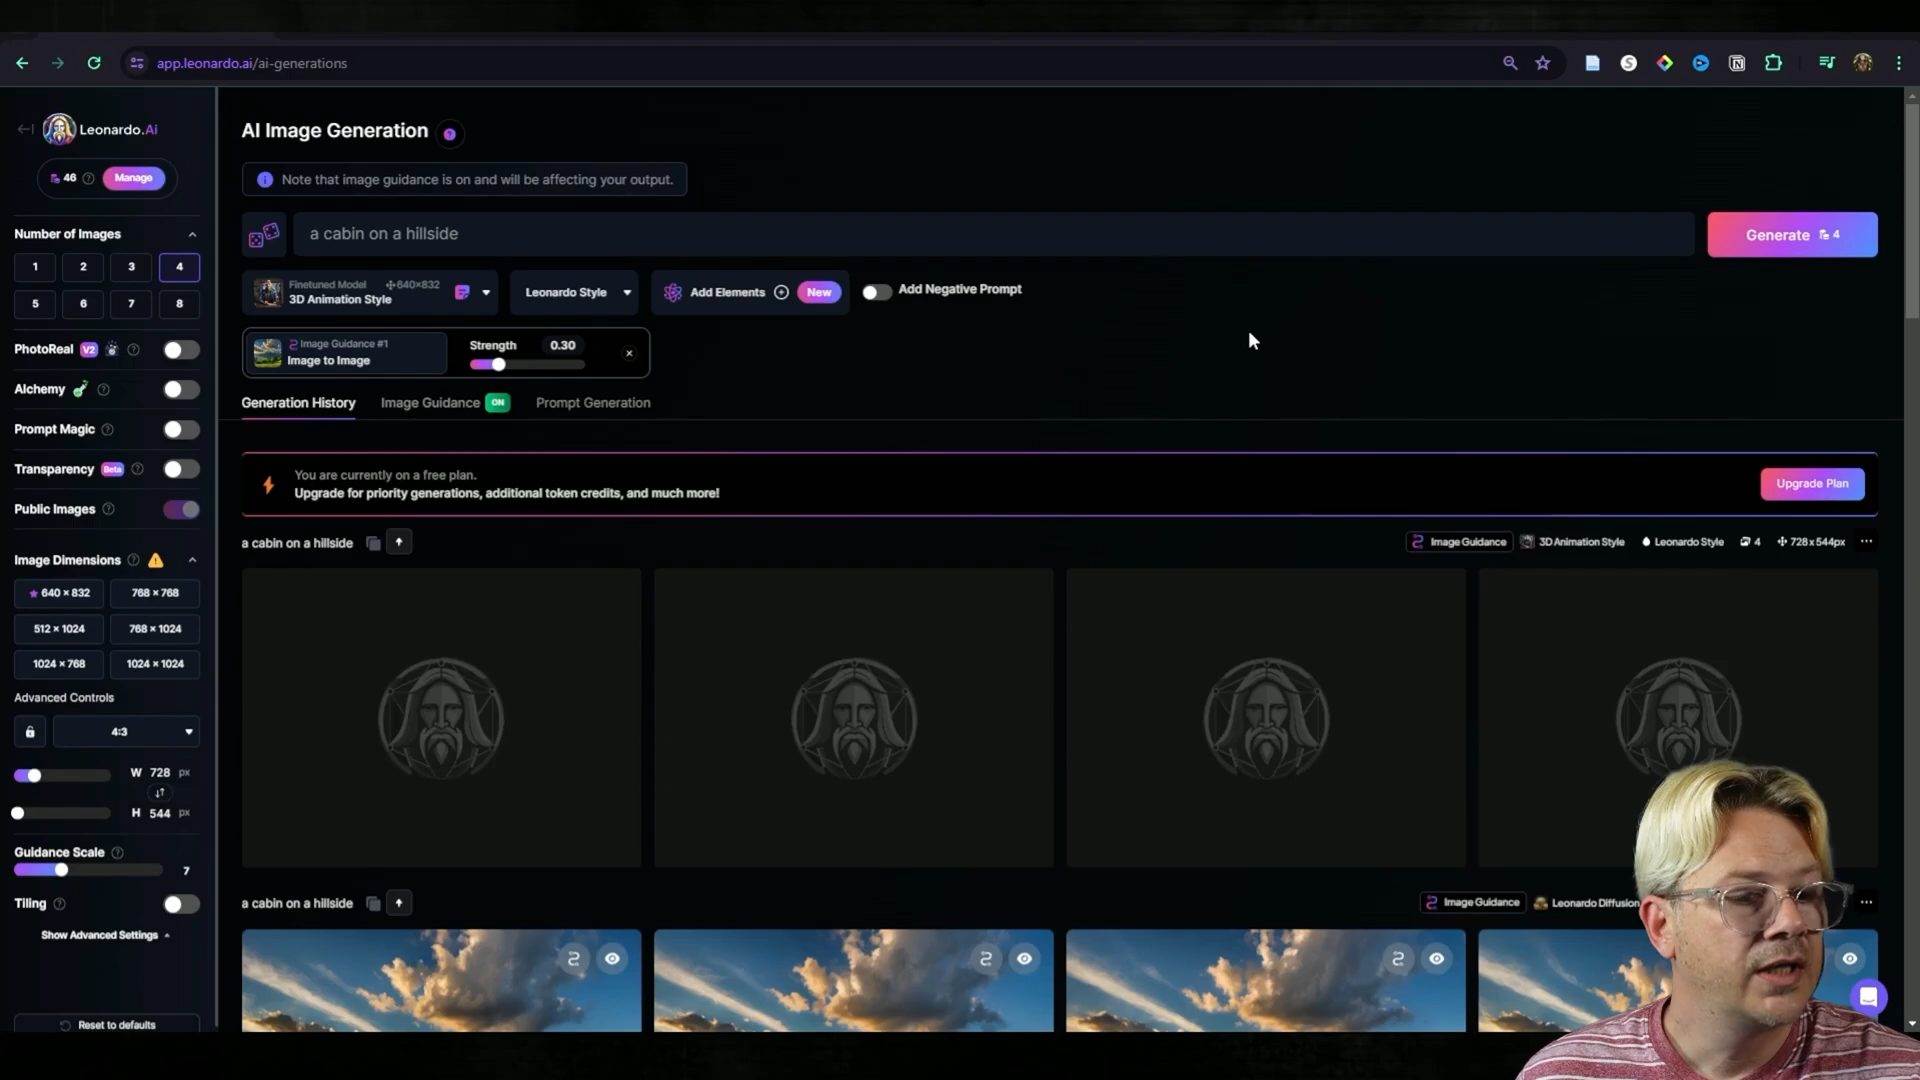 app.leonardo.ai/ai-generations
Leonardo.Ai
46 Manage
Number of Images
1 2 3 4
5 6 7 8
PhotoReal V2
Alchemy
Prompt Magic
Transparency Beta
Public Images
Image Dimensions
640 × 832 768 × 768
512 × 1024 768 × 1024
1024 × 768 1024 × 1024
Advanced Controls
4:3
W 728 px
H 544 px
Guidance Scale
7
Tiling
Show Advanced Settings
Reset to defaults
AI Image Generation
Note that image guidance is on and will be affecting your output.
a cabin on a hillside
Generate 4
Finetuned Model 640×832
3D Animation Style
Leonardo Style
Add Elements New
Add Negative Prompt
Image Guidance #1
Image to Image
Strength 0.30
Generation History Image Guidance ON Prompt Generation
You are currently on a free plan.
Upgrade for priority generations, additional token credits, and much more!
Upgrade Plan
a cabin on a hillside
Image Guidance 3D Animation Style Leonardo Style 4 728x544px
a cabin on a hillside
Image Guidance Leonardo Diffusion